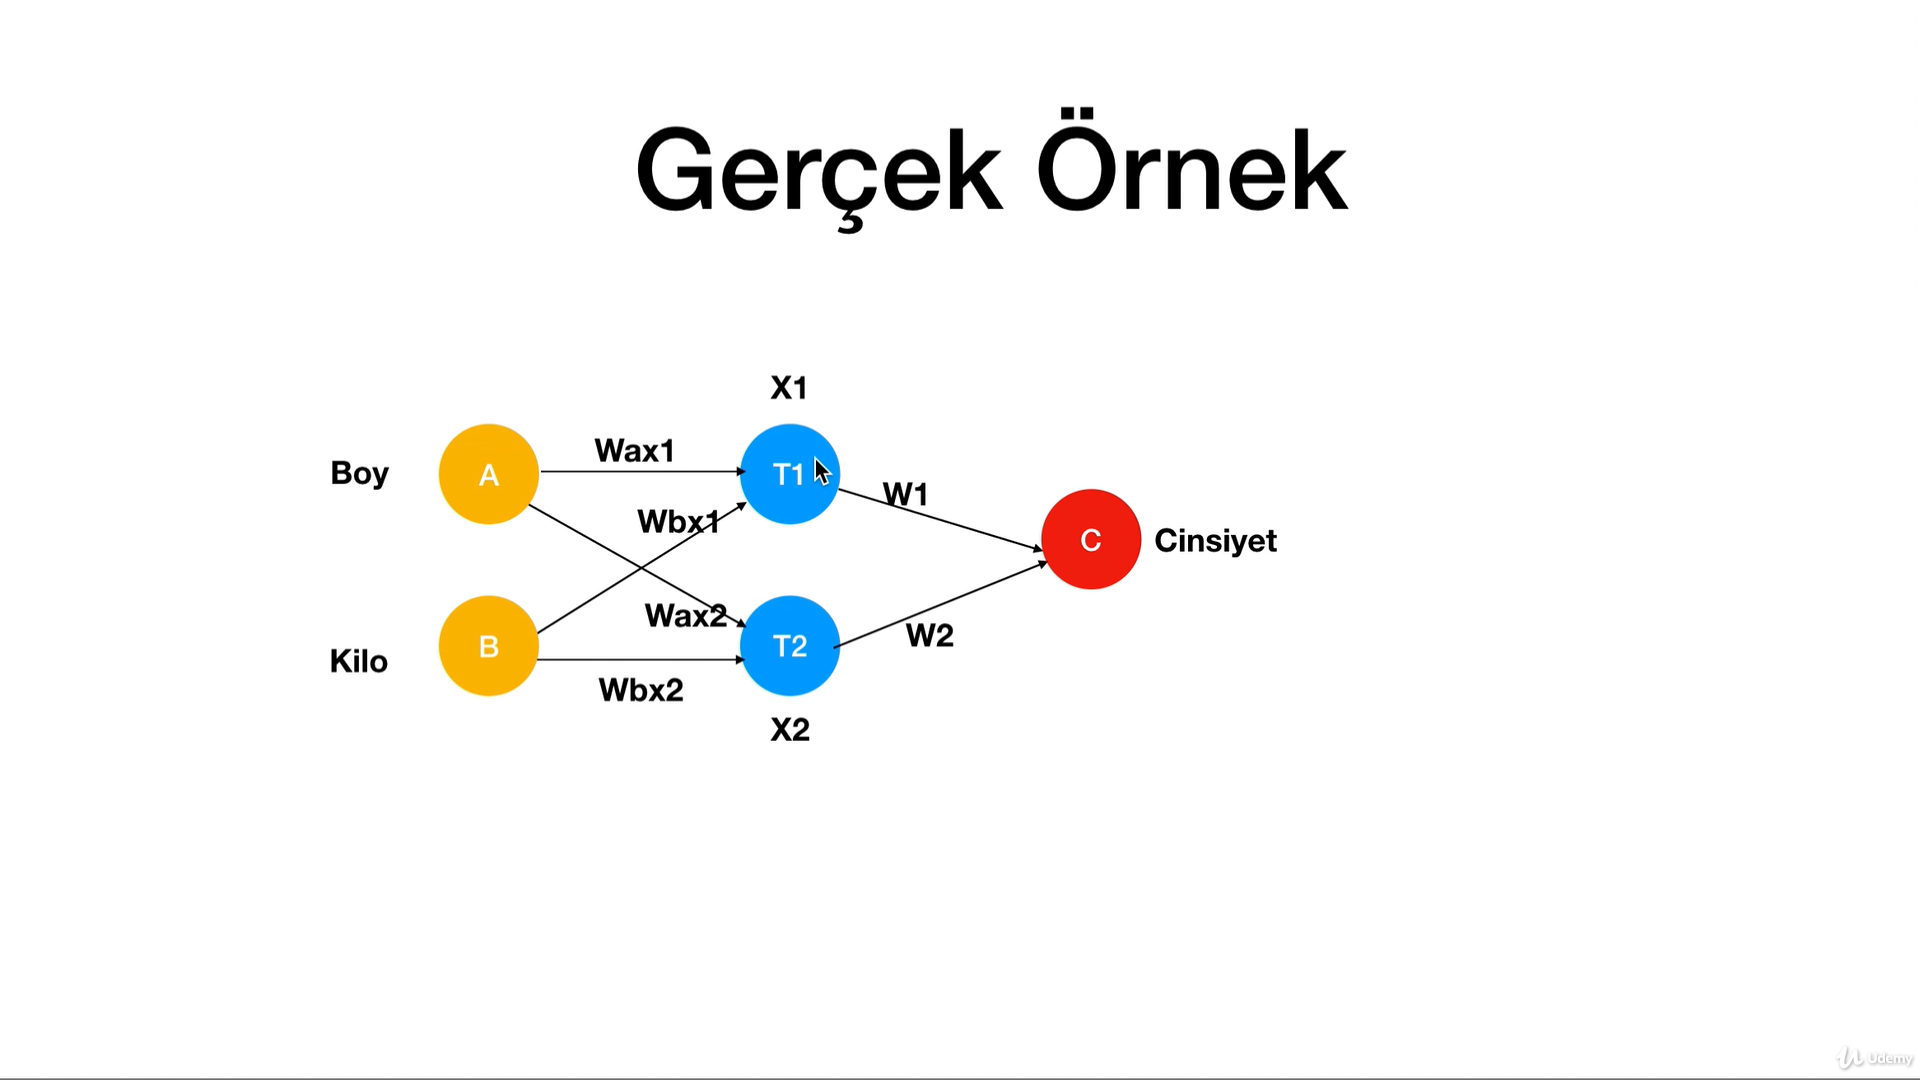 Gerçek Örnek
X1
Wax1
Boy
A
T1
W1
Wbx1
C
Cinsiyet
Wax2
B
T2
W2
Kilo
Wbx2
X2
Udemy